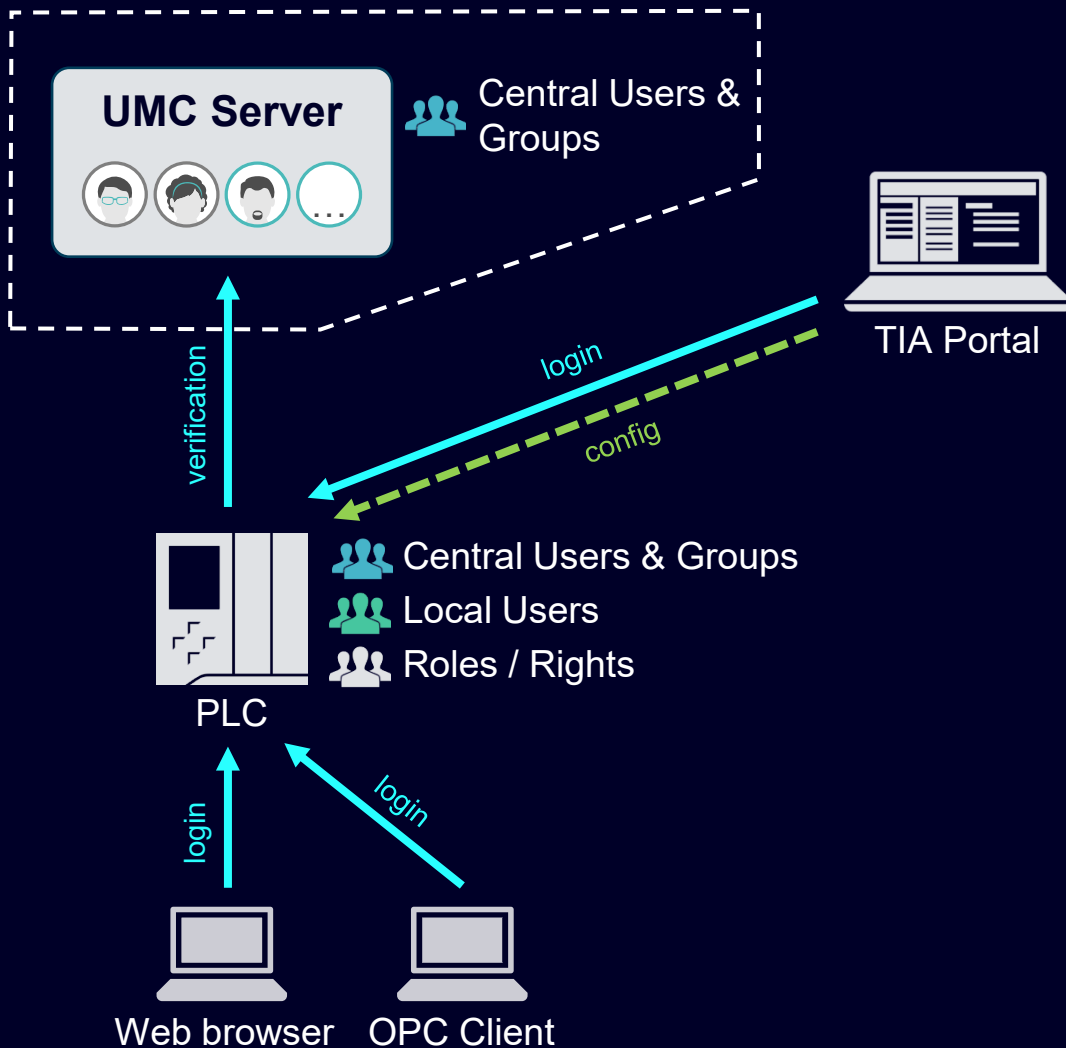 UMC Server
Central Users &
Groups
...
TIA Portal
login
config
verification
Central Users & Groups
Local Users
Roles / Rights
PLC
login
login
Web browser
OPC Client